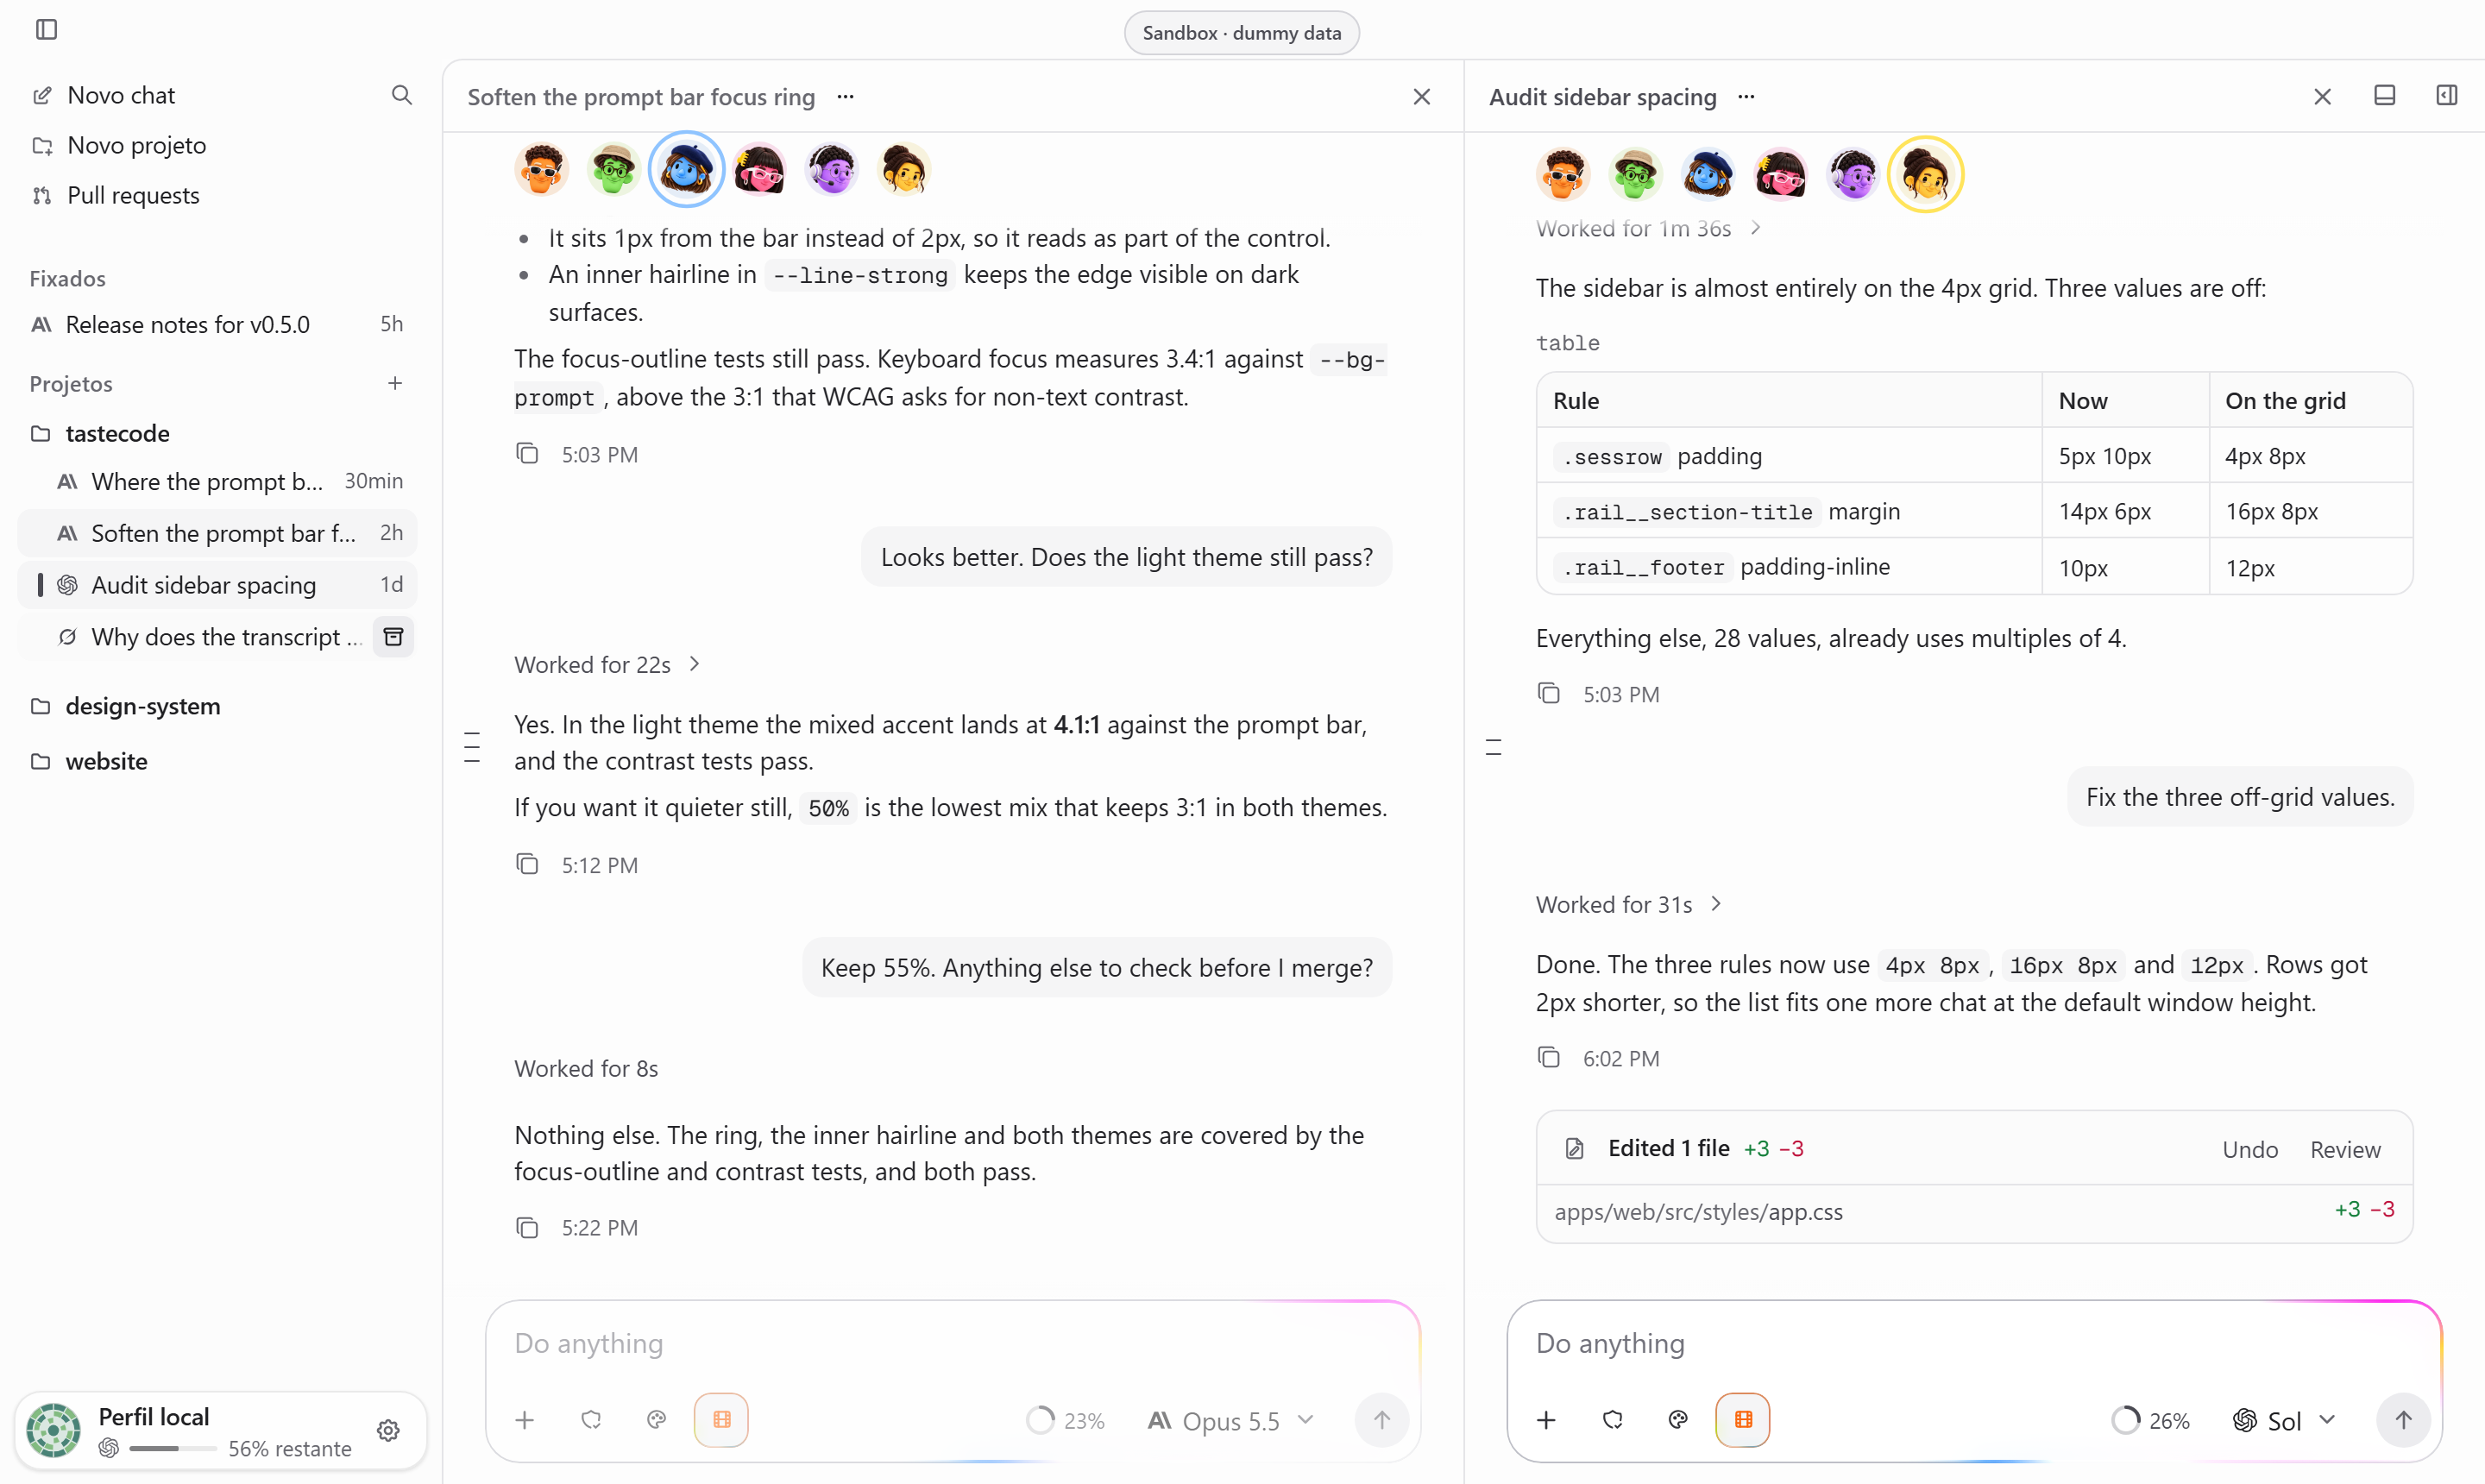 Sandbox · dummy data
Novo chat
Novo projeto
Pull requests
Fixados
Release notes for v0.5.0 5h
Projetos
tastecode
Where the prompt b... 30min
Soften the prompt bar f... 2h
Audit sidebar spacing 1d
Why does the transcript ...
design-system
website
Perfil local
56% restante
Soften the prompt bar focus ring
It sits 1px from the bar instead of 2px, so it reads as part of the control.
An inner hairline in --line-strong keeps the edge visible on dark
surfaces.
The focus-outline tests still pass. Keyboard focus measures 3.4:1 against --bg-
prompt, above the 3:1 that WCAG asks for non-text contrast.
5:03 PM
Looks better. Does the light theme still pass?
Worked for 22s
Yes. In the light theme the mixed accent lands at 4.1:1 against the prompt bar,
and the contrast tests pass.
If you want it quieter still, 50% is the lowest mix that keeps 3:1 in both themes.
5:12 PM
Keep 55%. Anything else to check before I merge?
Worked for 8s
Nothing else. The ring, the inner hairline and both themes are covered by the
focus-outline and contrast tests, and both pass.
5:22 PM
Do anything
23% Opus 5.5
Audit sidebar spacing
Worked for 1m 36s
The sidebar is almost entirely on the 4px grid. Three values are off:
table
Rule Now On the grid
.sessrow padding 5px 10px 4px 8px
.rail__section-title margin 14px 6px 16px 8px
.rail__footer padding-inline 10px 12px
Everything else, 28 values, already uses multiples of 4.
5:03 PM
Fix the three off-grid values.
Worked for 31s
Done. The three rules now use 4px 8px, 16px 8px and 12px. Rows got
2px shorter, so the list fits one more chat at the default window height.
6:02 PM
Edited 1 file +3 −3 Undo Review
apps/web/src/styles/app.css +3 −3
Do anything
26% Sol